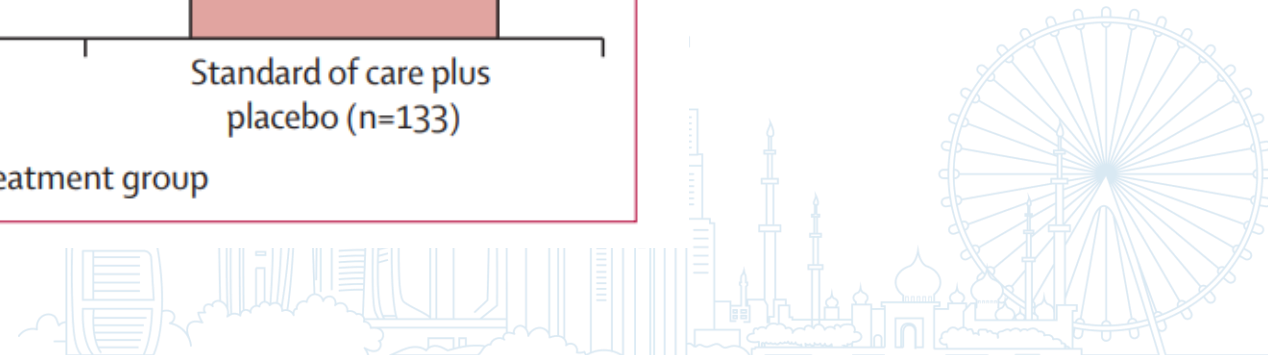 Standard of care plus
placebo (n=133)
eatment group